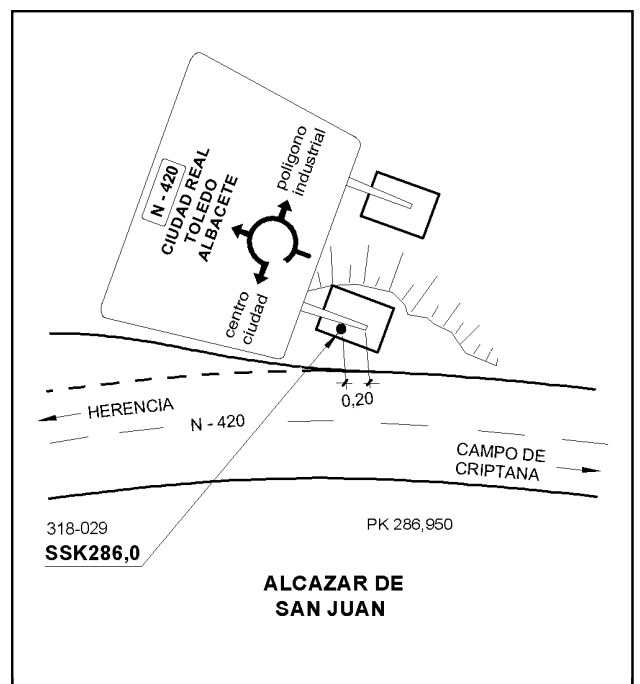 N - 420
CIUDAD REAL
TOLEDO
ALBACETE
poligono
industrial
centro
ciudad
0,20
HERENCIA
N - 420
CAMPO DE
CRIPTANA
318-029
SSK286,0
PK 286,950
ALCAZAR DE
SAN JUAN